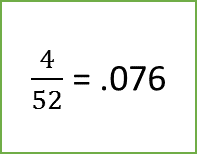 4/52 = .076